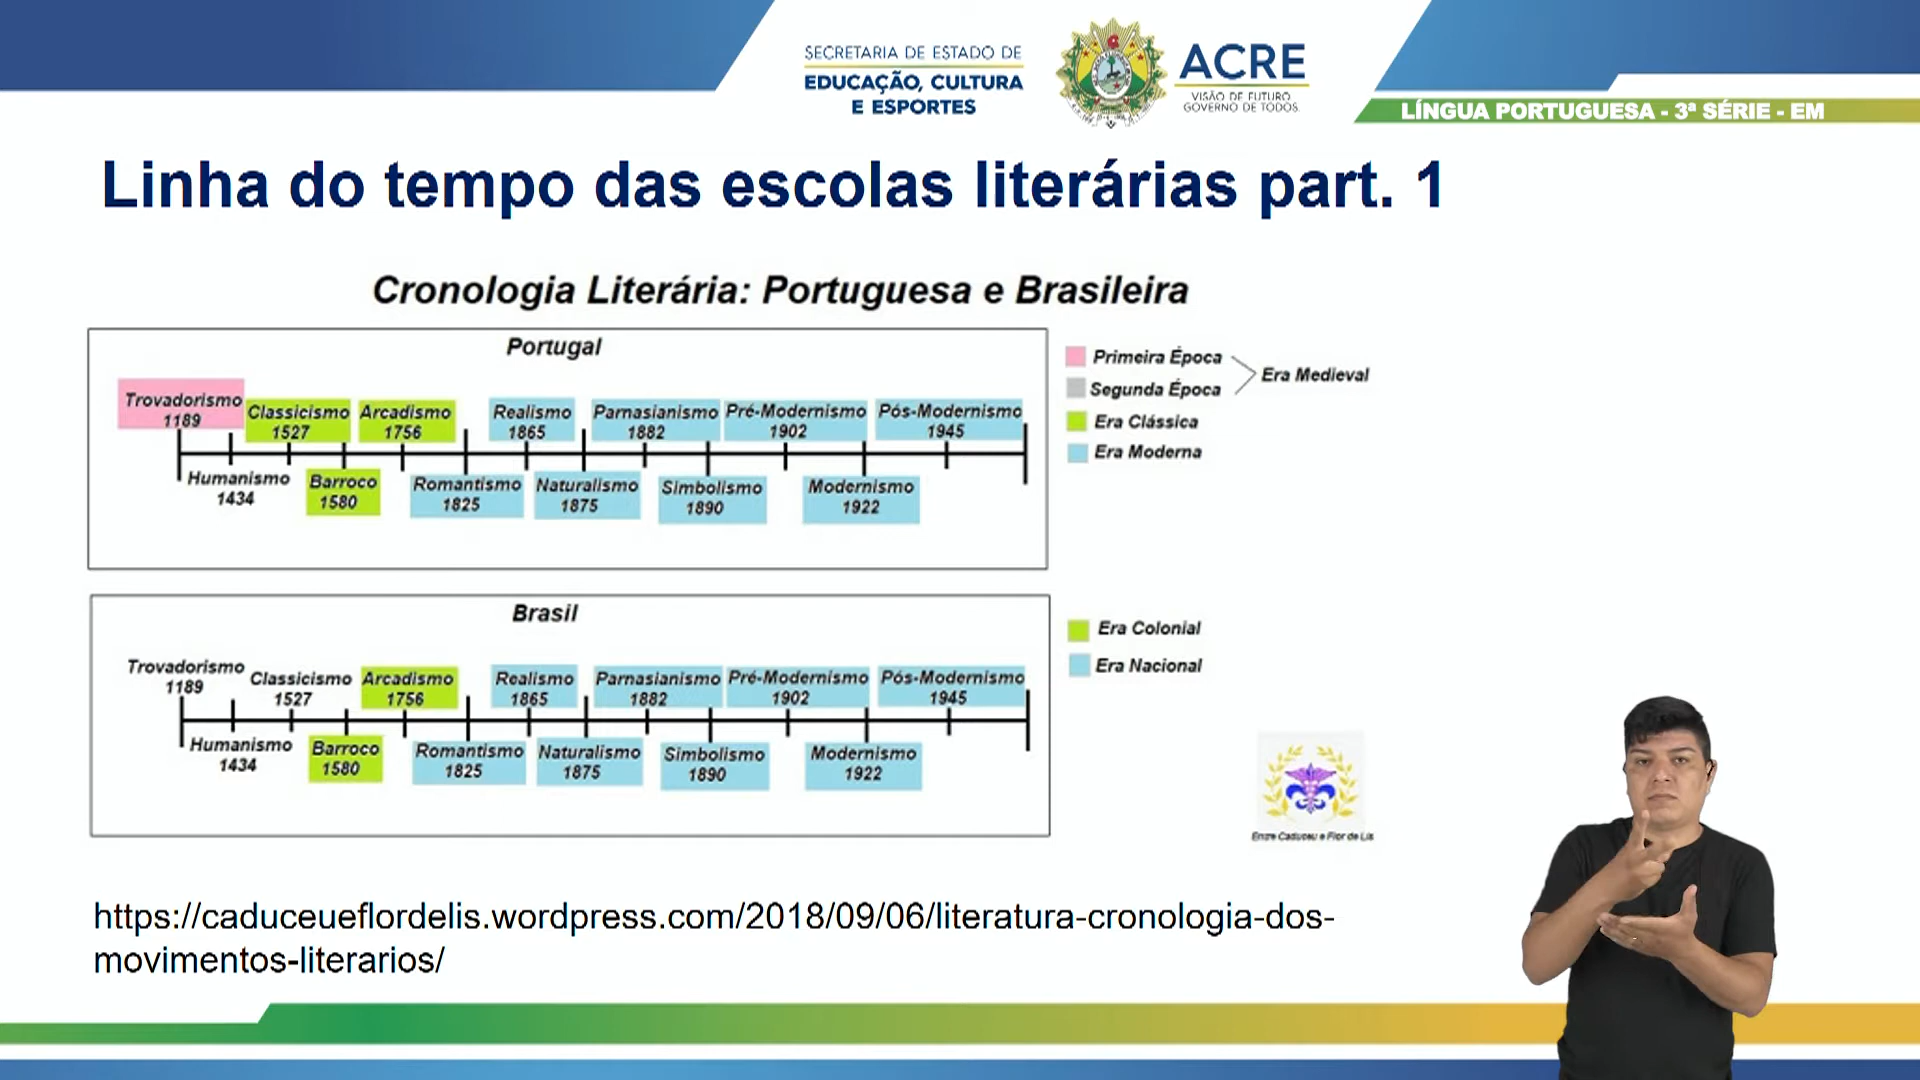 SECRETARIA DE ESTADO DE
EDUCAÇÃO, CULTURA
E ESPORTES
ACRE
VISÃO DE FUTURO
GOVERNO DE TODOS
LÍNGUA PORTUGUESA - 3ª SÉRIE - EM
Linha do tempo das escolas literárias part. 1
Cronologia Literária: Portuguesa e Brasileira
Portugal
Trovadorismo
1189
Classicismo
1527
Arcadismo
1756
Realismo
1865
Parnasianismo
1882
Pré-Modernismo
1902
Pós-Modernismo
1945
Humanismo
1434
Barroco
1580
Romantismo
1825
Naturalismo
1875
Simbolismo
1890
Modernismo
1922
Primeira Época
Segunda Época
Era Medieval
Era Clássica
Era Moderna
Brasil
Trovadorismo
1189
Classicismo
1527
Arcadismo
1756
Realismo
1865
Parnasianismo
1882
Pré-Modernismo
1902
Pós-Modernismo
1945
Humanismo
1434
Barroco
1580
Romantismo
1825
Naturalismo
1875
Simbolismo
1890
Modernismo
1922
Era Colonial
Era Nacional
Entre Caduceu e Flor de Lis
https://caduceueflordelis.wordpress.com/2018/09/06/literatura-cronologia-dos-
movimentos-literarios/